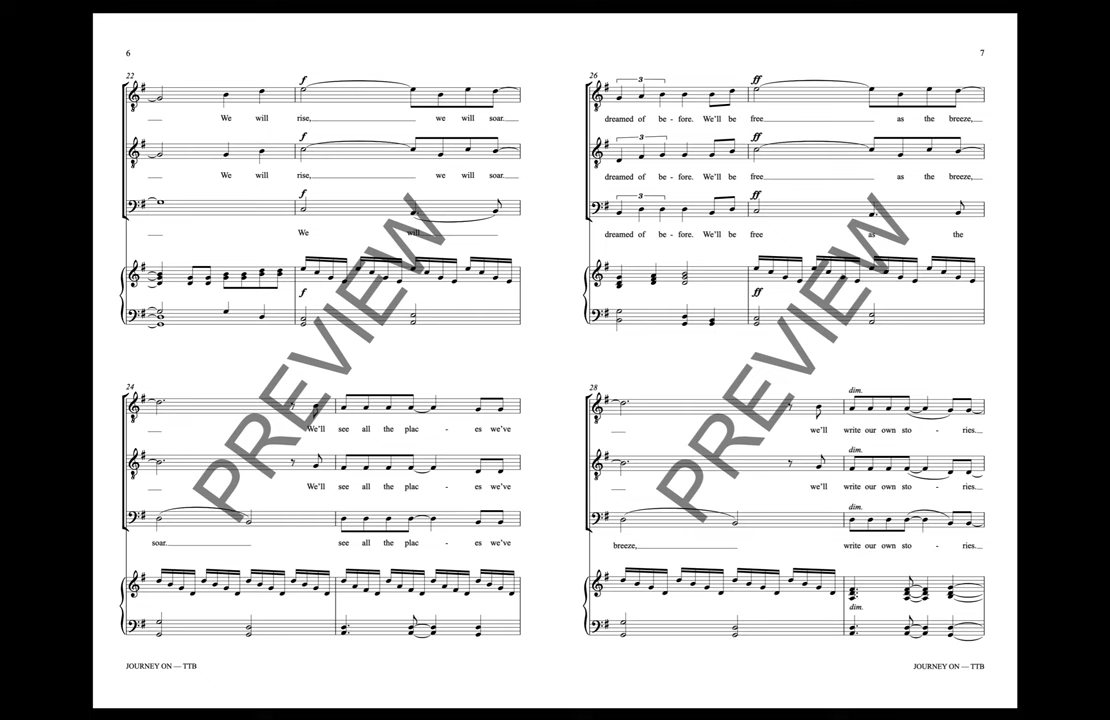 6
22
f
We will rise, we will soar.
f
We will rise, we will soar.
f
We will
f
24
We'll see all the plac - es we've
We'll see all the plac - es we've
soar. see all the plac - es we've
JOURNEY ON — TTB
PREVIEW
7
26
3
ff
dreamed of be - fore. We'll be free as the breeze,
3
ff
dreamed of be - fore. We'll be free as the breeze,
3
ff
dreamed of be - fore. We'll be free as the
ff
28
dim.
we'll write our own sto - ries.
dim.
we'll write our own sto - ries.
dim.
breeze, write our own sto - ries.
dim.
JOURNEY ON — TTB
PREVIEW